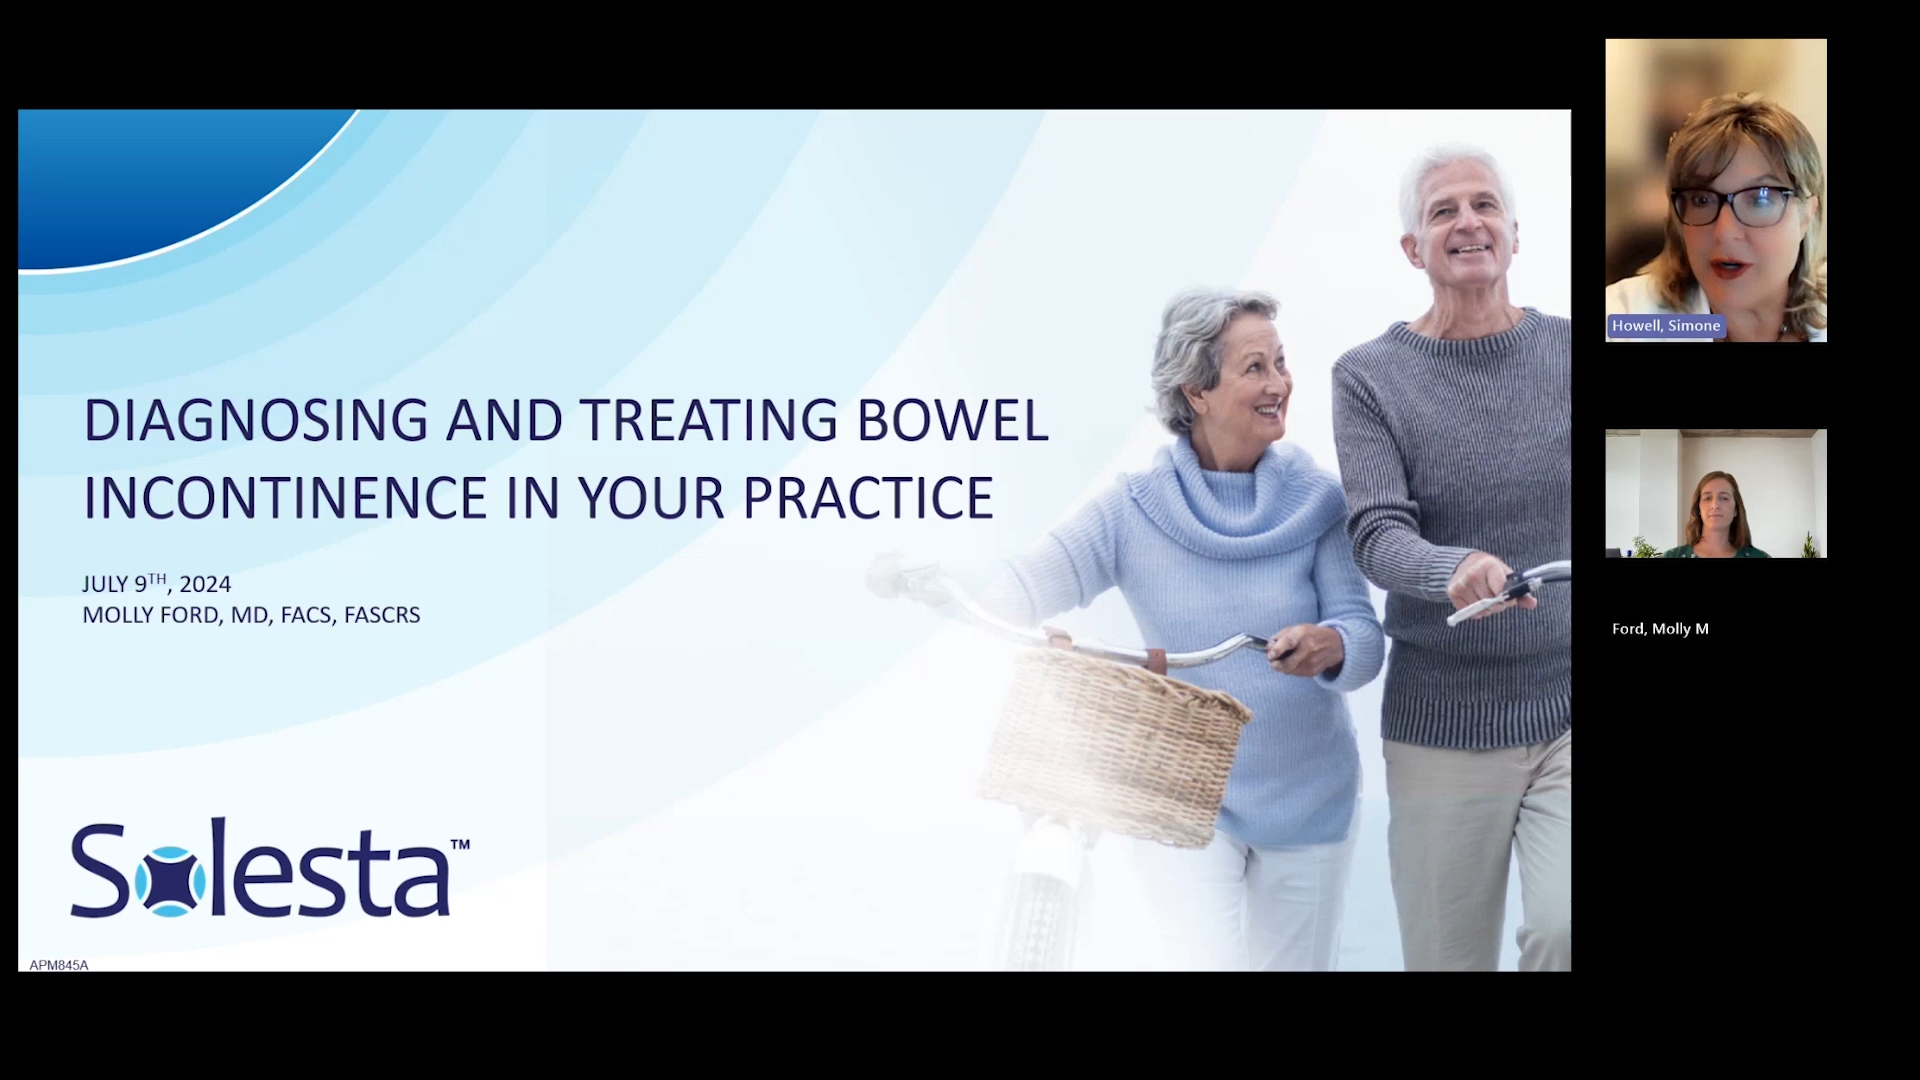 DIAGNOSING AND TREATING BOWEL
INCONTINENCE IN YOUR PRACTICE
JULY 9TH, 2024
MOLLY FORD, MD, FACS, FASCRS
Solesta™
APM845A
Howell, Simone
Ford, Molly M